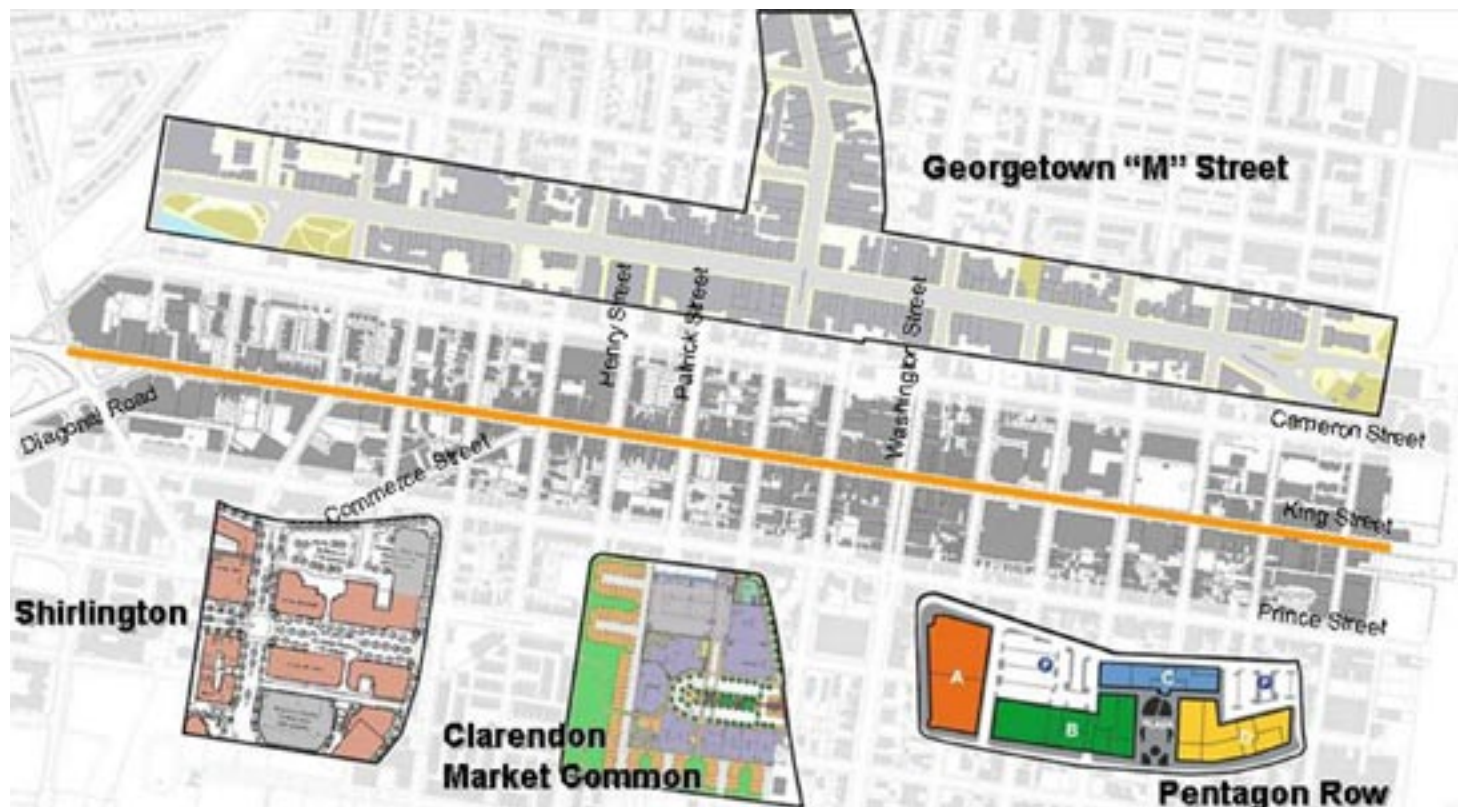 Georgetown “M” Street
Henry Street
Patrick Street
Washington Street
Cameron Street
Diagonal Road
Commerce Street
King Street
Prince Street
Shirlington
Clarendon
Market Common
A
B
C
P
P
PLAZA
Pentagon Row